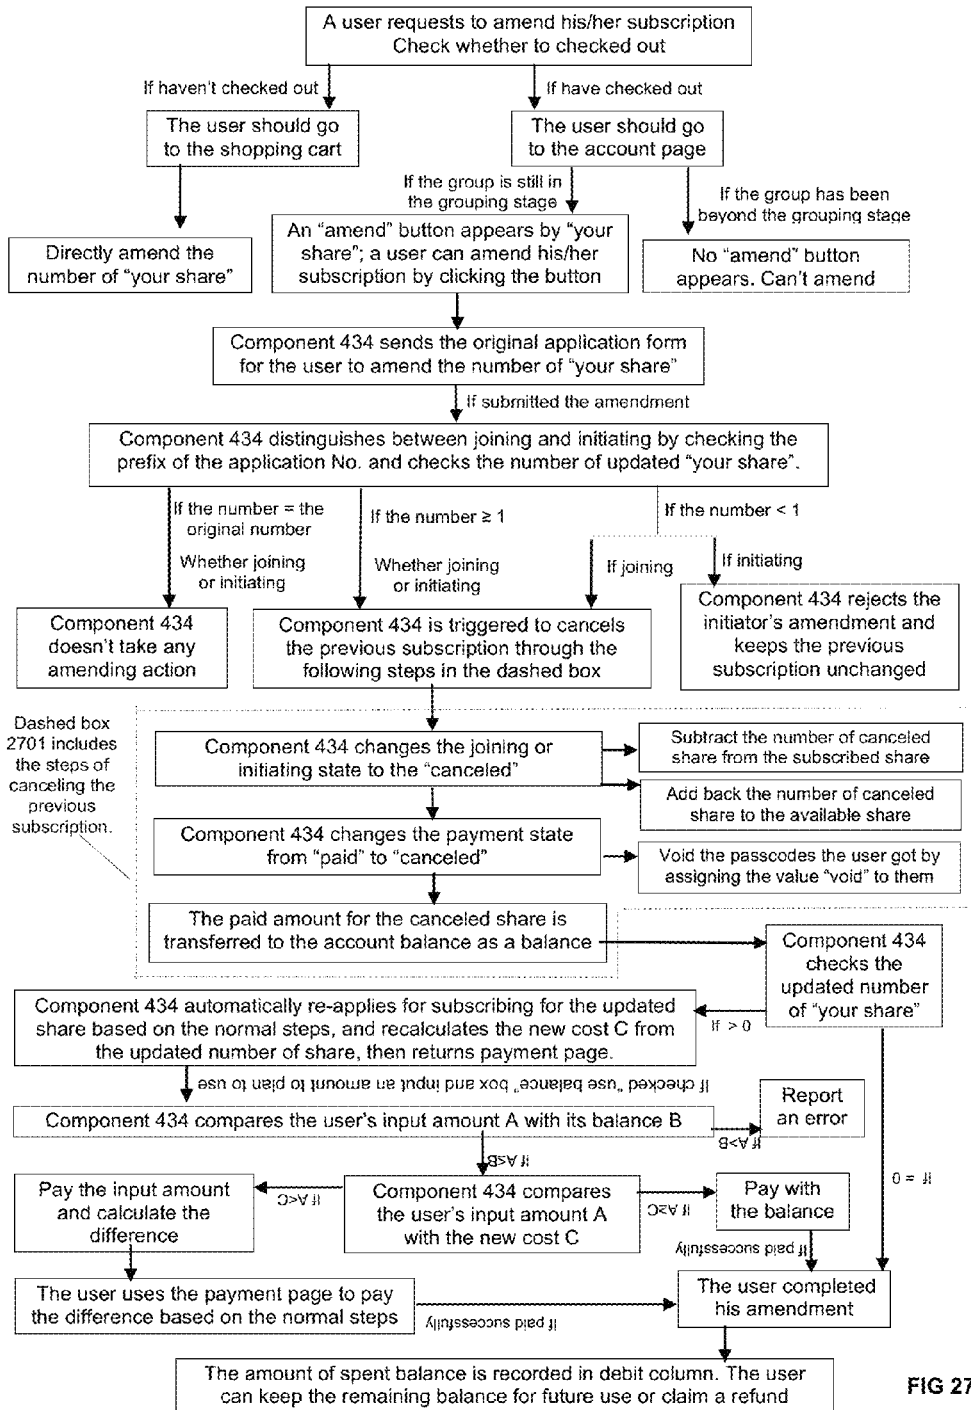 A user requests to amend his/her subscription
Check whether to checked out
If haven't checked out
If have checked out
The user should go
to the shopping cart
The user should go
to the account page
If the group is still in
the grouping stage
If the group has been
beyond the grouping stage
Directly amend the
number of "your share"
An "amend" button appears by "your
share"; a user can amend his/her
subscription by clicking the button
No "amend" button
appears. Can't amend
Component 434 sends the original application form
for the user to amend the number of "your share"
If submitted the amendment
Component 434 distinguishes between joining and initiating by checking the
prefix of the application No. and checks the number of updated "your share".
If the number = the
original number
Whether joining
or initiating
If the number ≥ 1
Whether joining
or initiating
If the number < 1
If joining
If initiating
Component 434
doesn't take any
amending action
Component 434 is triggered to cancels
the previous subscription through the
following steps in the dashed box
Component 434 rejects the
initiator's amendment and
keeps the previous
subscription unchanged
Dashed box
2701 includes
the steps of
canceling the
previous
subscription.
Component 434 changes the joining or
initiating state to the "canceled"
Subtract the number of canceled
share from the subscribed share
Add back the number of canceled
share to the available share
Component 434 changes the payment state
from "paid" to "canceled"
Void the passcodes the user got by
assigning the value "void" to them
The paid amount for the canceled share is
transferred to the account balance as a balance
Component 434
checks the
updated number
of "your share"
Component 434 automatically re-applies for subscribing for the updated
share based on the normal steps, and recalculates the new cost C from
the updated number of share, then returns payment page.
If > 0
If checked "use balance" box and input an amount to plan to use
Component 434 compares the user's input amount A with its balance B
If A>B
Report
an error
If A≤B
If = 0
Pay the input amount
and calculate the
difference
If A<C
Component 434 compares
the user's input amount A
with the new cost C
If A≥C
Pay with
the balance
If paid successfully
The user uses the payment page to pay
the difference based on the normal steps
If paid successfully
The user completed
his amendment
The amount of spent balance is recorded in debit column. The user
can keep the remaining balance for future use or claim a refund
FIG 27